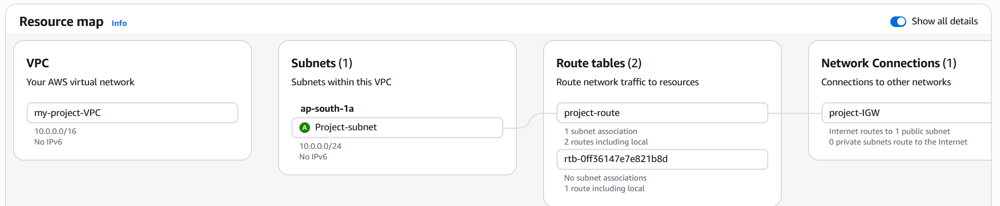 Resource map Info
Show all details
VPC
Your AWS virtual network
my-project-VPC
10.0.0.0/16
No IPv6
Subnets (1)
Subnets within this VPC
ap-south-1a
A Project-subnet
10.0.0.0/24
No IPv6
Route tables (2)
Route network traffic to resources
project-route
1 subnet association
2 routes including local
rtb-0ff36147e7e821b8d
No subnet associations
1 route including local
Network Connections (1)
Connections to other networks
project-IGW
Internet routes to 1 public subnet
0 private subnets route to the Internet